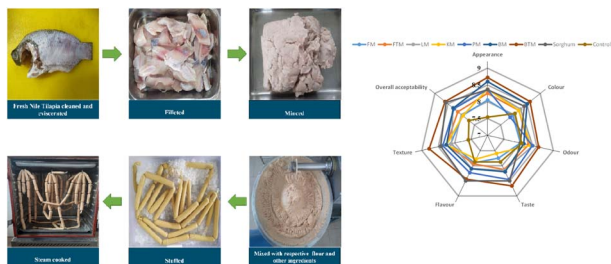 Fresh Nile Tilapia cleaned and
eviscerated
Filleted
Minced
Steam cooked
Stuffed
Mixed with respective flour and
other ingredients
FM
FTM
LM
KM
PM
BM
BTM
Sorghum
Control
Appearance
9
Overall acceptability
Colour
Texture
Odour
Flavour
Taste